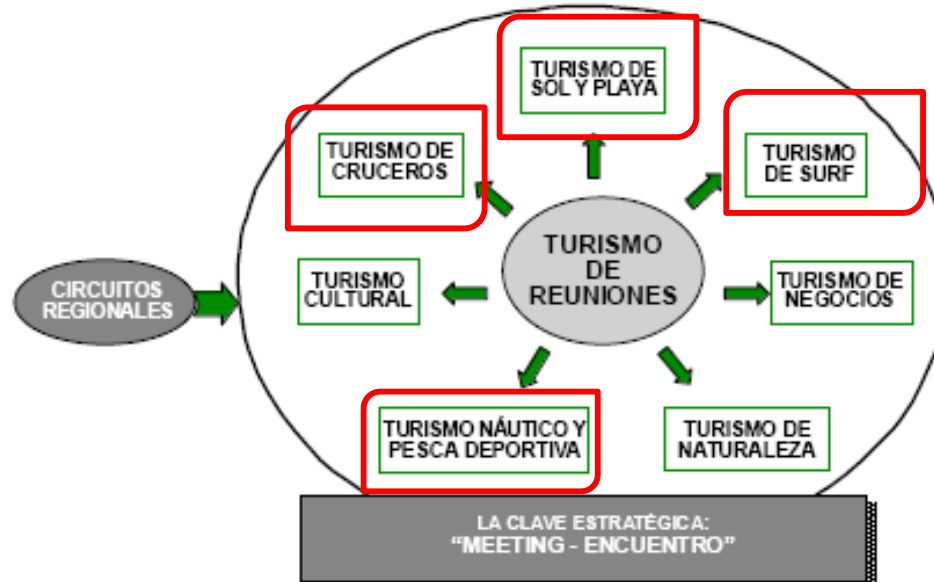 TURISMO DE
SOL Y PLAYA
TURISMO DE
CRUCEROS
TURISMO
DE SURF
TURISMO
DE
REUNIONES
CIRCUITOS
REGIONALES
TURISMO
CULTURAL
TURISMO DE
NEGOCIOS
TURISMO NÁUTICO Y
PESCA DEPORTIVA
TURISMO DE
NATURALEZA
LA CLAVE ESTRATÉGICA:
“MEETING - ENCUENTRO”